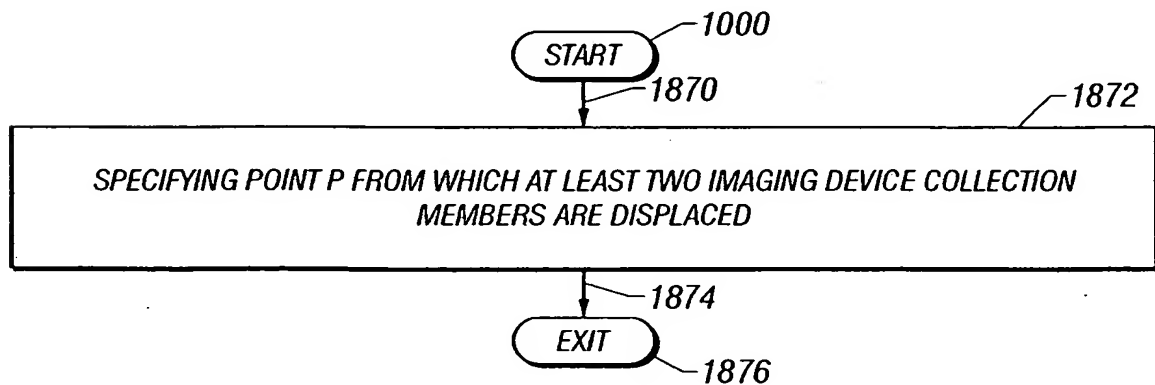 START
1000
1870
1872
SPECIFYING POINT P FROM WHICH AT LEAST TWO IMAGING DEVICE COLLECTION
MEMBERS ARE DISPLACED
1874
EXIT
1876